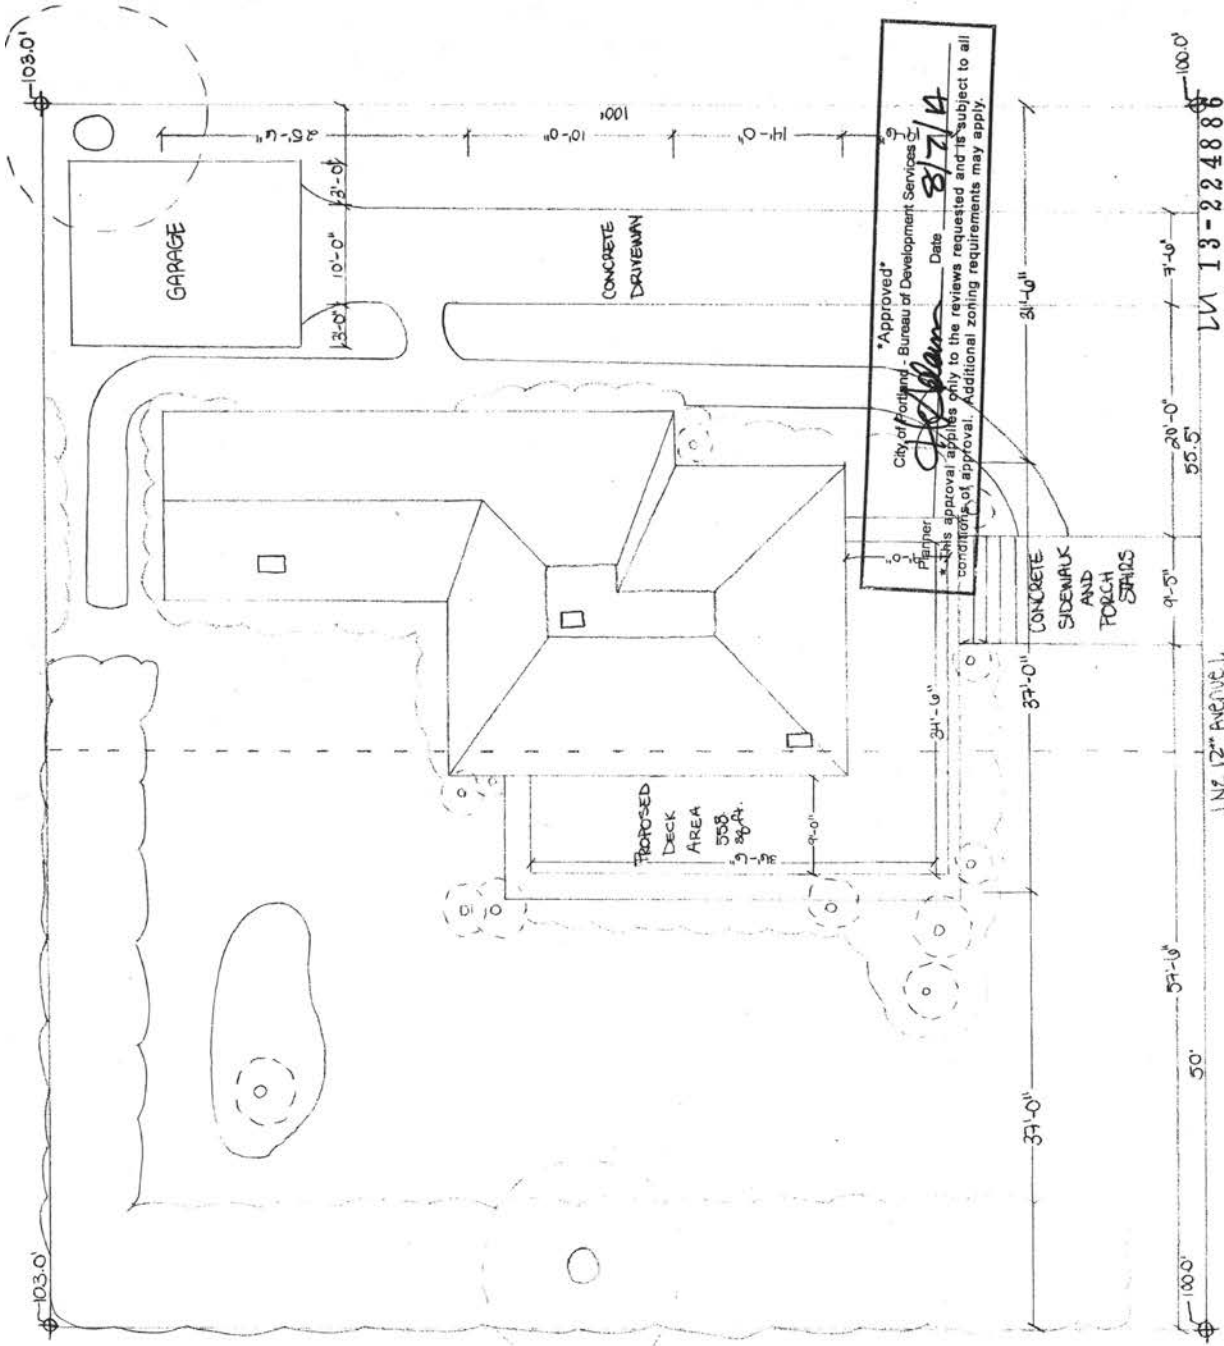 103.0'
103.0'
100.0'
100.0'
GARAGE
3'-0"
10'-0"
3'-0"
25'-6"
10'-0"
14'-0"
100'
CONCRETE
DRIVEWAY
*Approved*
City of Portland - Bureau of Development Services
Planner
Date 8/7/14
* This approval applies only to the reviews requested and is subject to all
conditions of approval. Additional zoning requirements may apply.
PROPOSED
DECK
AREA
558
sq.ft.
9'-0"
34'-6"
CONCRETE
SIDEWALK
AND
PORCH
STAIRS
31'-6"
37'-0"
37'-0"
7'-6"
20'-0"
9'-5"
57'-6"
55.5'
50'
LU 13-224886